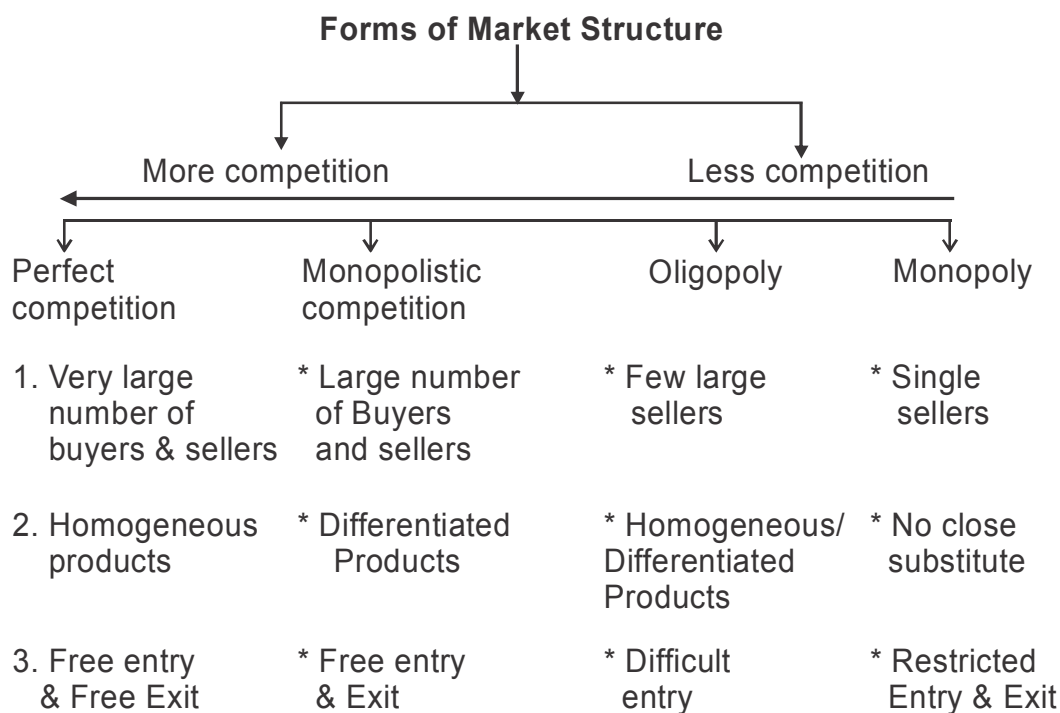 Forms of Market Structure
More competition
Less competition
Perfect
competition
Monopolistic
competition
Oligopoly
Monopoly
1. Very large
number of
buyers & sellers
* Large number
of Buyers
and sellers
* Few large
sellers
* Single
sellers
2. Homogeneous
products
* Differentiated
Products
* Homogeneous/
Differentiated
Products
* No close
substitute
3. Free entry
& Free Exit
* Free entry
& Exit
* Difficult
entry
* Restricted
Entry & Exit